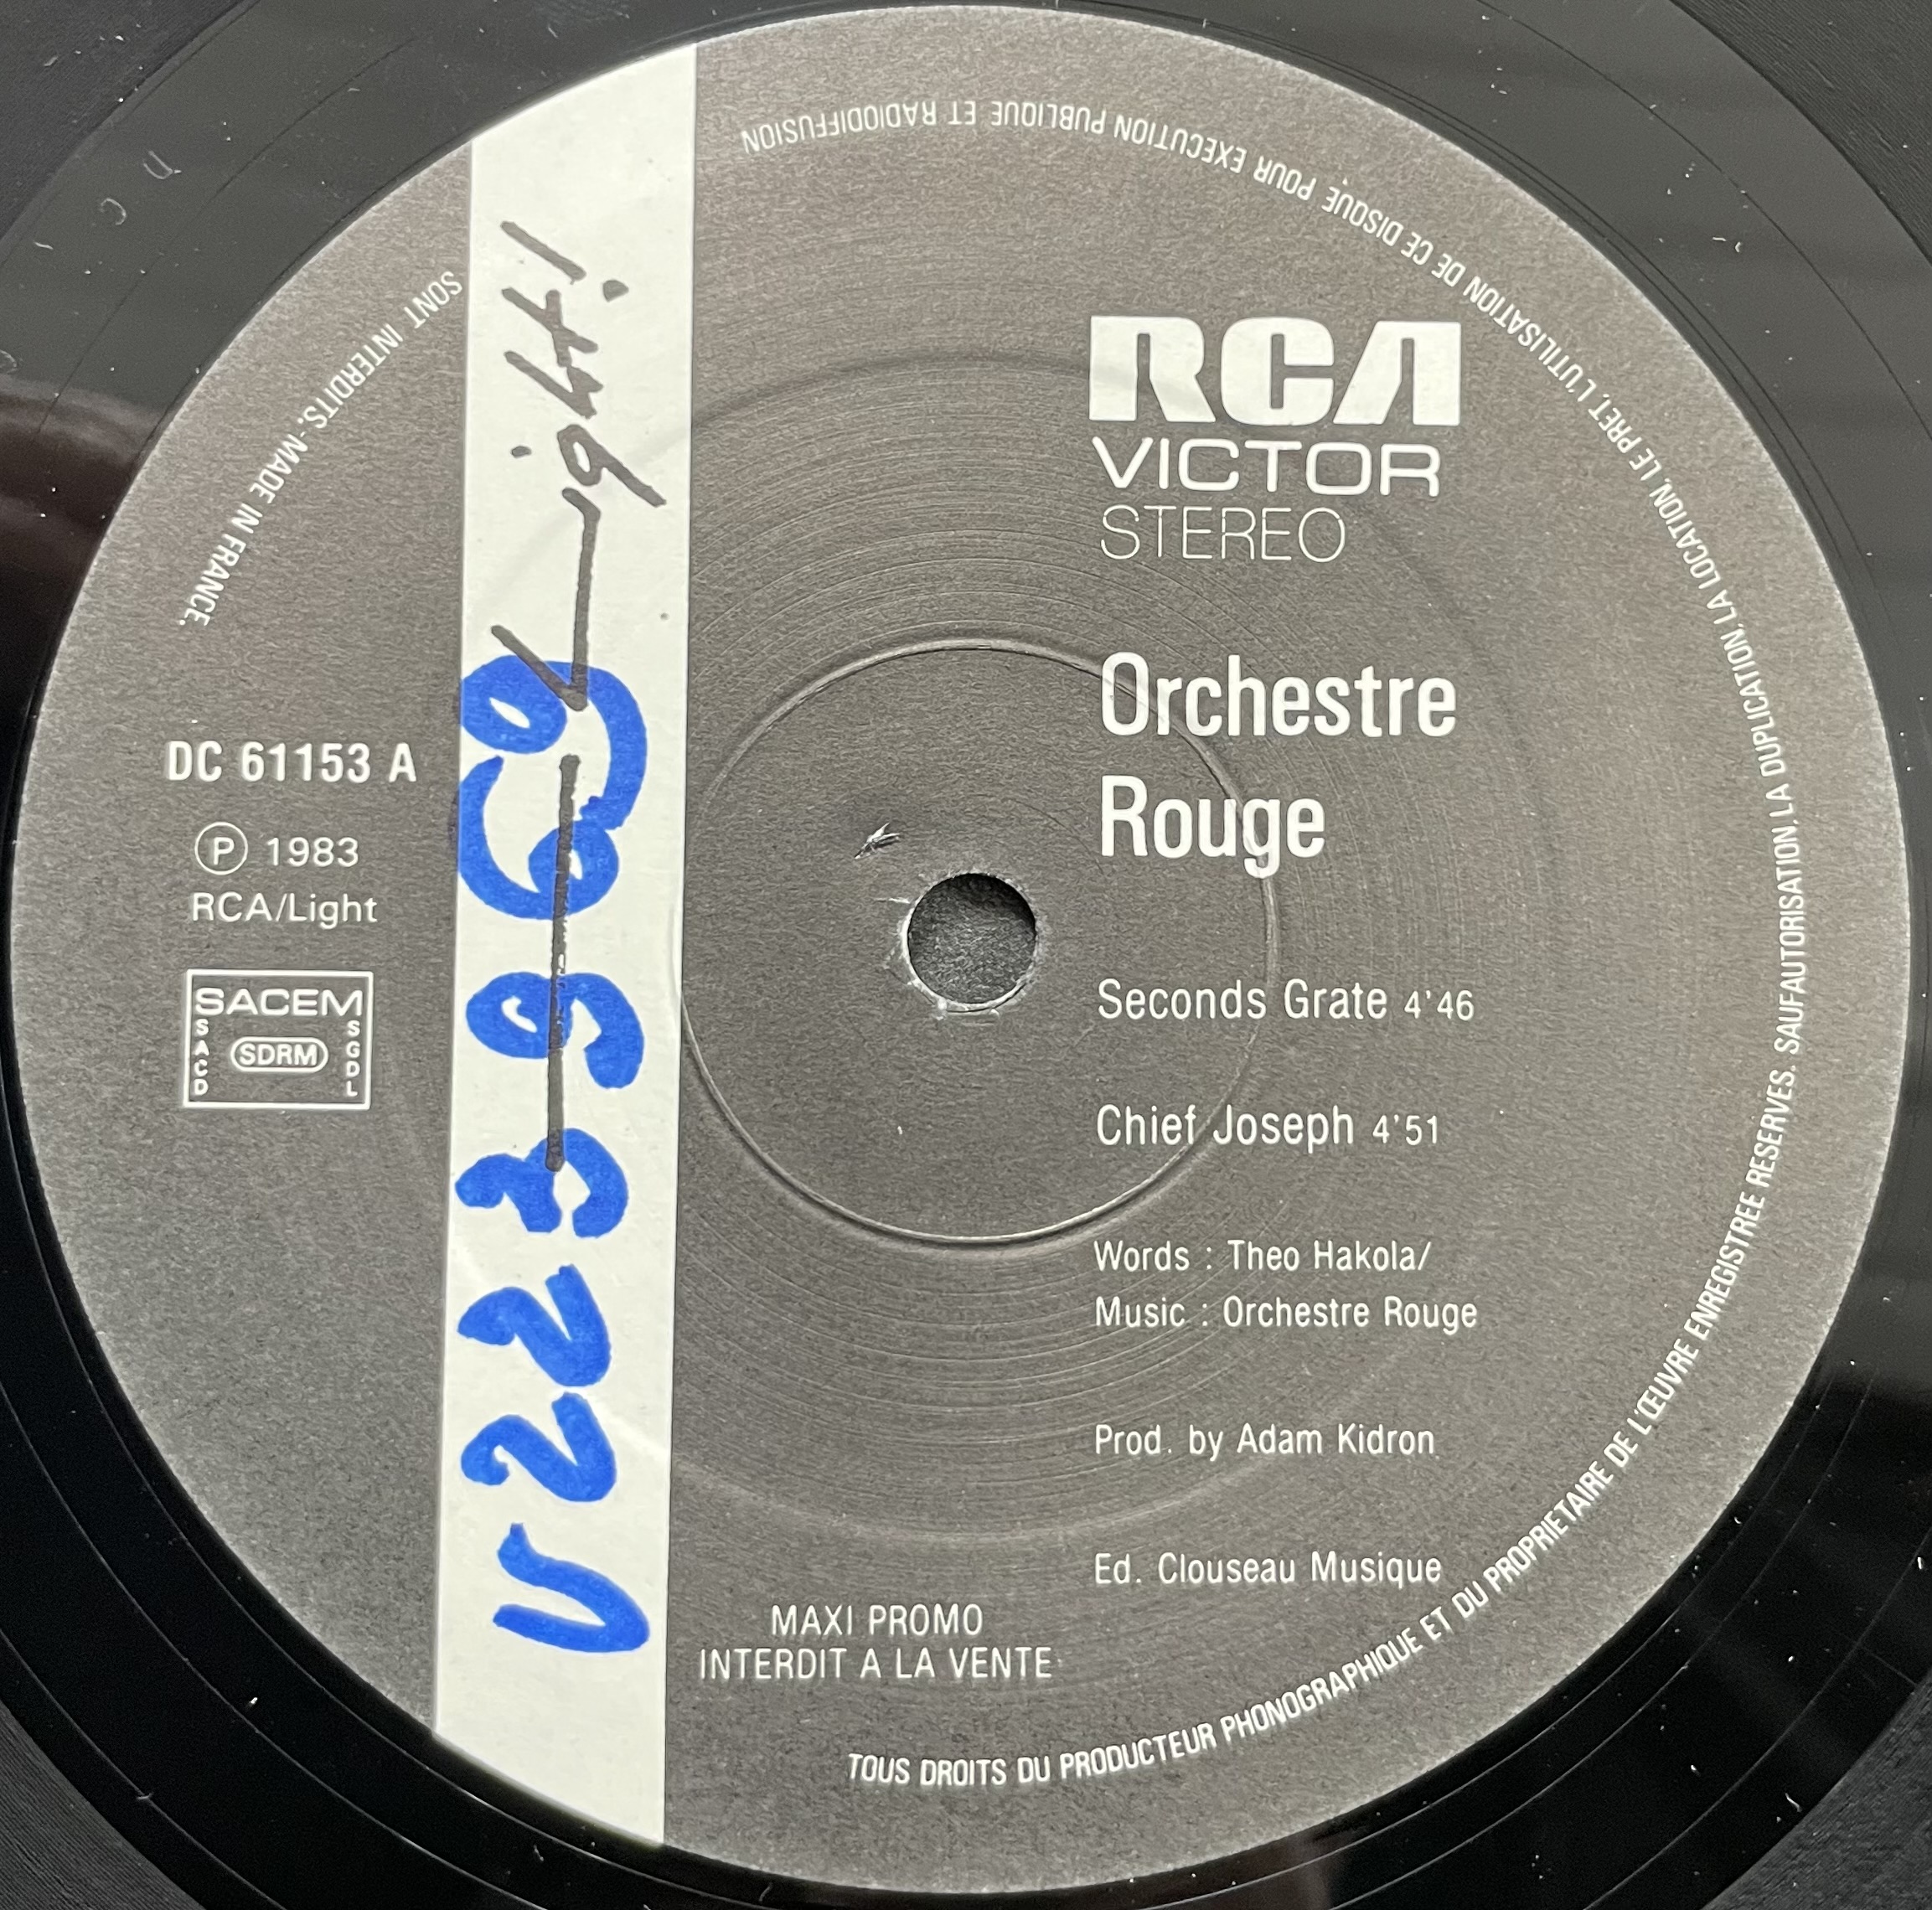 RCA
VICTOR
STEREO
Orchestre
Rouge
DC 61153 A
Ⓟ 1983
RCA/Light
SACEM
SACD
SDRM
SGDL
Light!
Seconds Grate 4'46
Chief Joseph 4'51
Words : Theo Hakola/
Music : Orchestre Rouge
Prod. by Adam Kidron
Ed. Clouseau Musique
MAXI PROMO
INTERDIT A LA VENTE
TOUS DROITS DU PRODUCTEUR PHONOGRAPHIQUE ET DU PROPRIETAIRE DE L'ŒUVRE ENREGISTREE RESERVES. SAUF AUTORISATION, LA DUPLICATION, LA LOCATION, LE PRET, L'UTILISATION DE CE DISQUE POUR EXECUTION PUBLIQUE ET RADIODIFFUSION SONT INTERDITS. - MADE IN FRANCE.